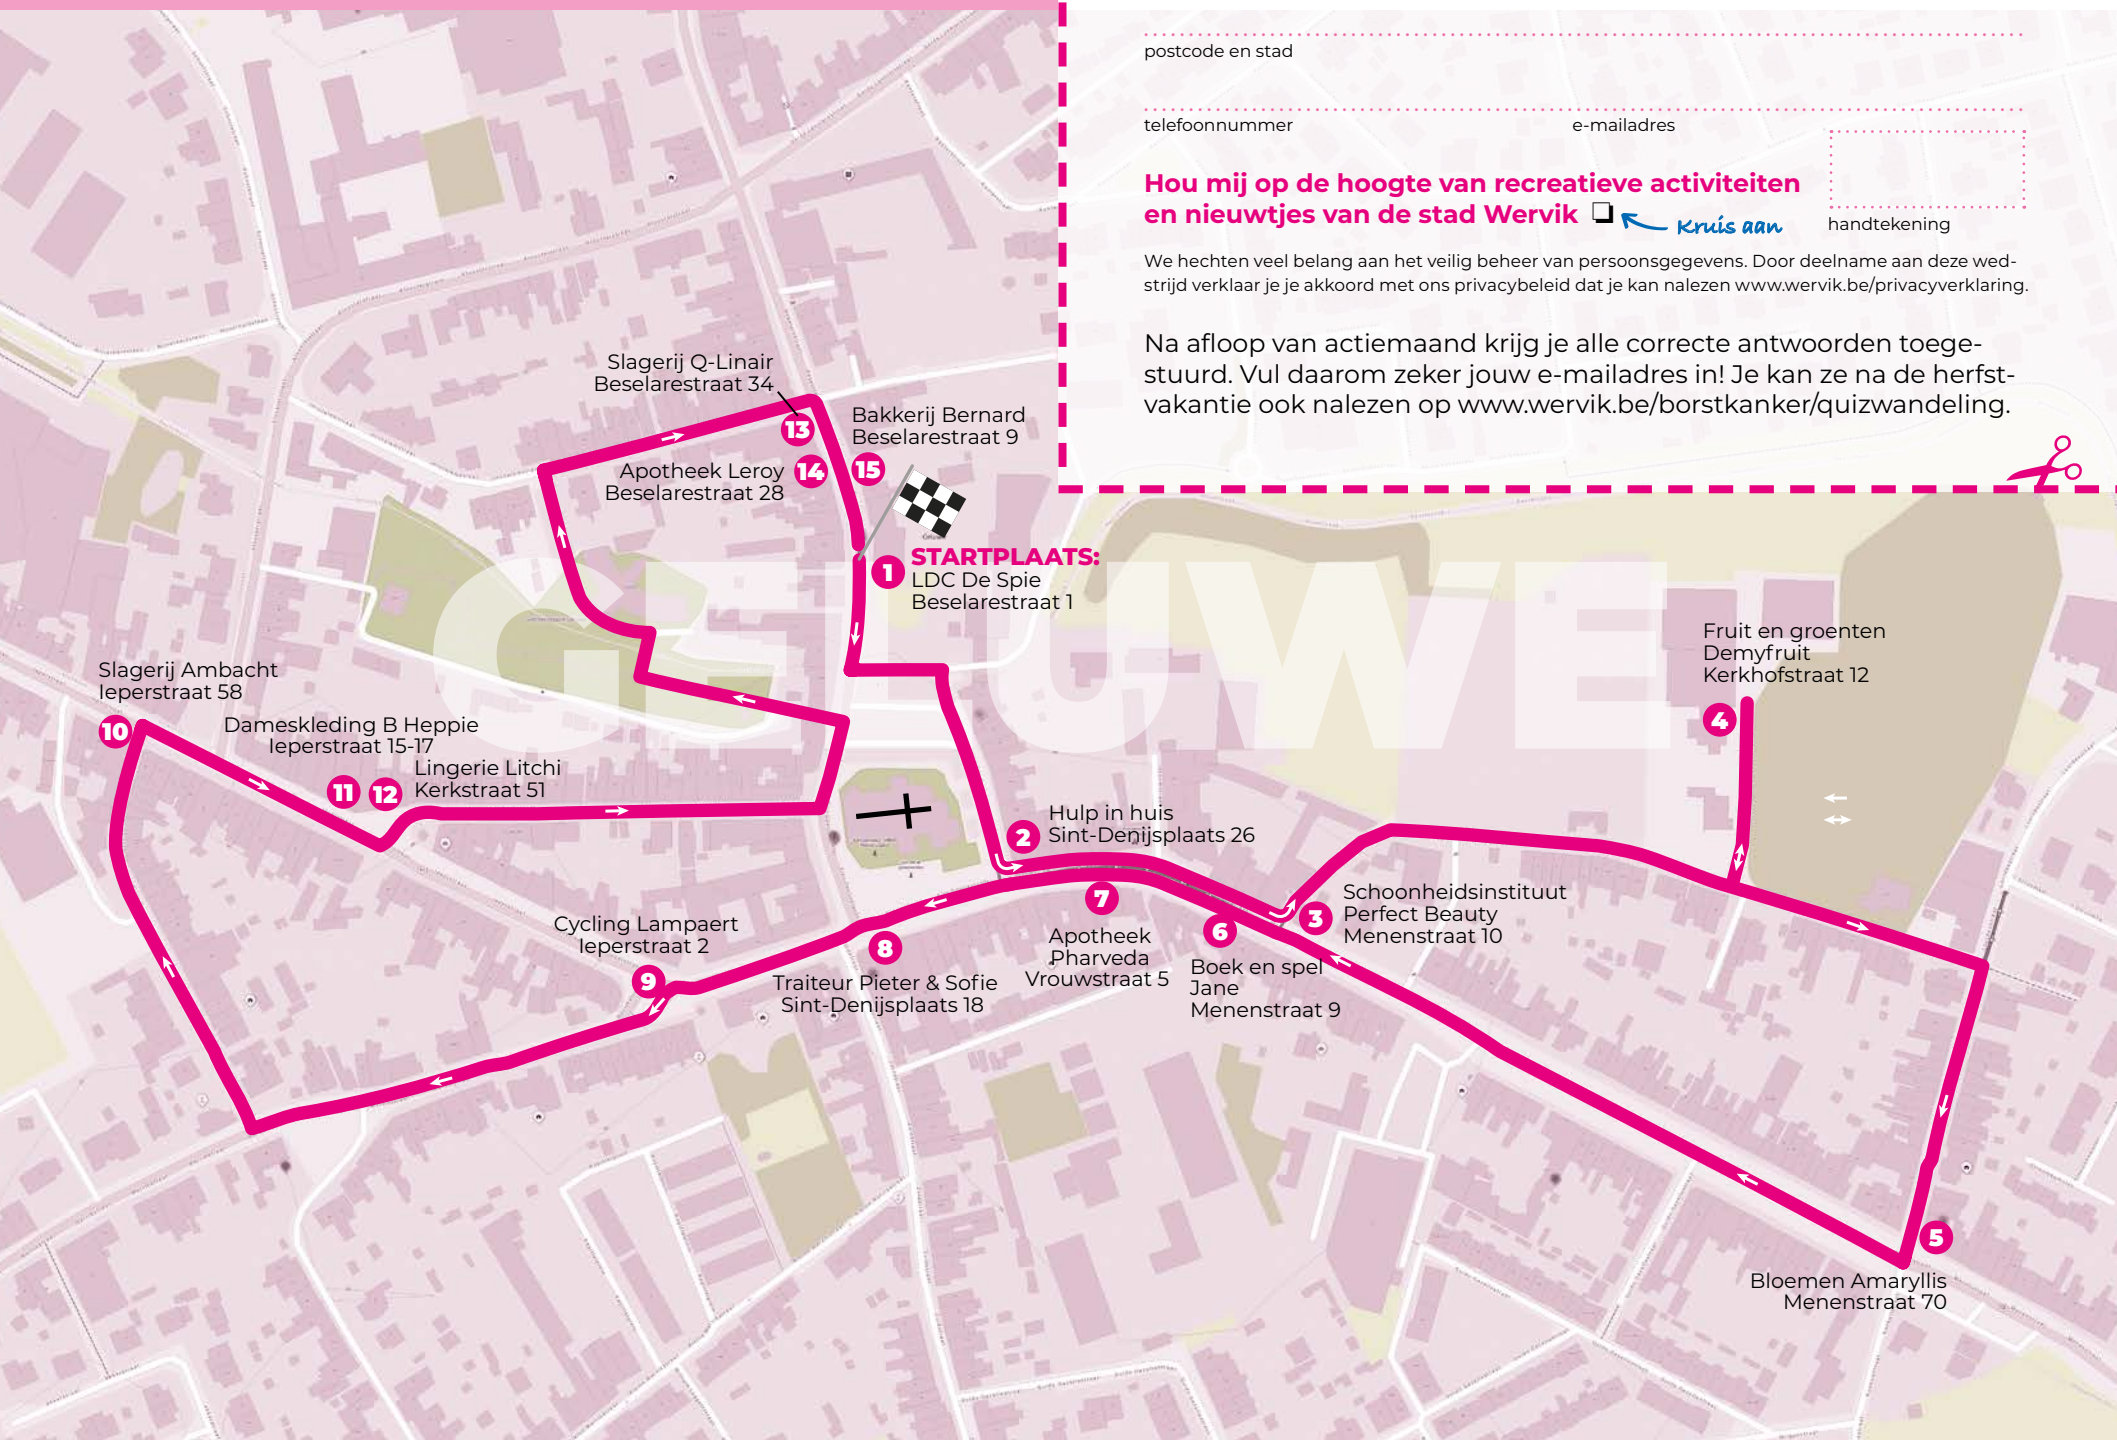 postcode en stad
telefoonnummer
e-mailadres
Hou mij op de hoogte van recreatieve activiteiten
en nieuwtjes van de stad Wervik
Kruis aan
handtekening
We hechten veel belang aan het veilig beheer van persoonsgegevens. Door deelname aan deze wed-
strijd verklaar je je akkoord met ons privacybeleid dat je kan nalezen www.wervik.be/privacyverklaring.
Na afloop van actiemaand krijg je alle correcte antwoorden toege-
stuurd. Vul daarom zeker jouw e-mailadres in! Je kan ze na de herfst-
vakantie ook nalezen op www.wervik.be/borstkanker/quizwandeling.
GELUWE
Slagerij Q-Linair
Beselarestraat 34
13
Bakkerij Bernard
Beselarestraat 9
15
Apotheek Leroy
Beselarestraat 28
14
1
STARTPLAATS:
LDC De Spie
Beselarestraat 1
Fruit en groenten
Demyfruit
Kerkhofstraat 12
4
Slagerij Ambacht
Ieperstraat 58
10
Dameskleding B Heppie
Ieperstraat 15-17
11
12
Lingerie Litchi
Kerkstraat 51
2
Hulp in huis
Sint-Denijsplaats 26
3
Schoonheidsinstituut
Perfect Beauty
Menenstraat 10
7
Apotheek
Pharveda
Vrouwstraat 5
6
Boek en spel
Jane
Menenstraat 9
8
Traiteur Pieter & Sofie
Sint-Denijsplaats 18
Cycling Lampaert
Ieperstraat 2
9
5
Bloemen Amaryllis
Menenstraat 70